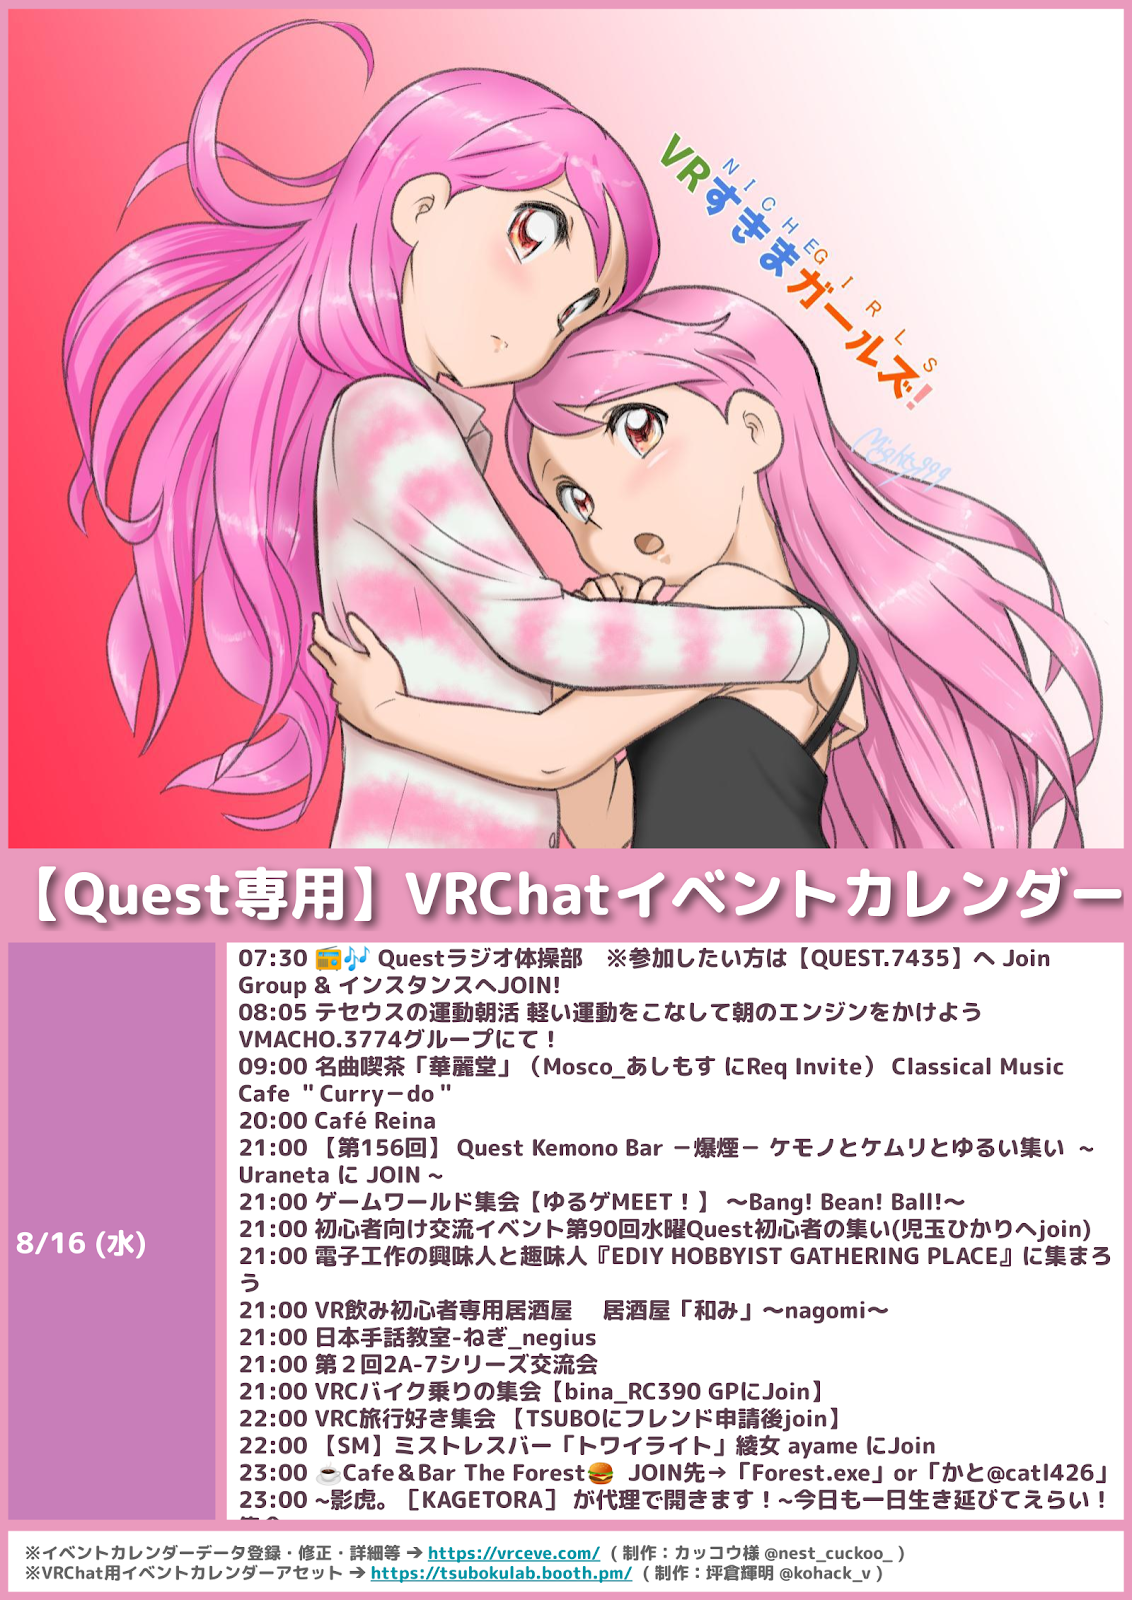 NICHE GIRLS
VRすきまガールズ!
Mighty999
【Quest専用】VRChatイベントカレンダー
8/16 (水)
07:30 📻🎶 Questラジオ体操部　※参加したい方は【QUEST.7435】へ Join
Group & インスタンスへJOIN!
08:05 テセウスの運動朝活 軽い運動をこなして朝のエンジンをかけよう
VMACHO.3774グループにて！
09:00 名曲喫茶「華麗堂」（Mosco_あしもす にReq Invite） Classical Music
Cafe ＂Curry－do＂
20:00 Café Reina
21:00 【第156回】 Quest Kemono Bar －爆煙－ ケモノとケムリとゆるい集い ~
Uraneta に JOIN ~
21:00 ゲームワールド集会【ゆるゲMEET！】 〜Bang! Bean! Ball!〜
21:00 初心者向け交流イベント第90回水曜Quest初心者の集い(児玉ひかりへjoin)
21:00 電子工作の興味人と趣味人『EDIY HOBBYIST GATHERING PLACE』に集まろ
う
21:00 VR飲み初心者専用居酒屋　居酒屋「和み」〜nagomi〜
21:00 日本手話教室-ねぎ_negius
21:00 第２回2A-7シリーズ交流会
21:00 VRCバイク乗りの集会【bina_RC390 GPにJoin】
22:00 VRC旅行好き集会 【TSUBOにフレンド申請後join】
22:00 【SM】ミストレスバー「トワイライト」綾女 ayame にJoin
23:00 ☕Cafe＆Bar The Forest🍔 JOIN先→「Forest.exe」or「かと@catl426」
23:00 ~影虎。［KAGETORA］ が代理で開きます！~今日も一日生き延びてえらい！
※イベントカレンダーデータ登録・修正・詳細等 ➔ https://vrceve.com/ （ 制作：カッコウ様 @nest_cuckoo_ ）
※VRChat用イベントカレンダーアセット ➔ https://tsubokulab.booth.pm/ （ 制作：坪倉輝明 @kohack_v ）